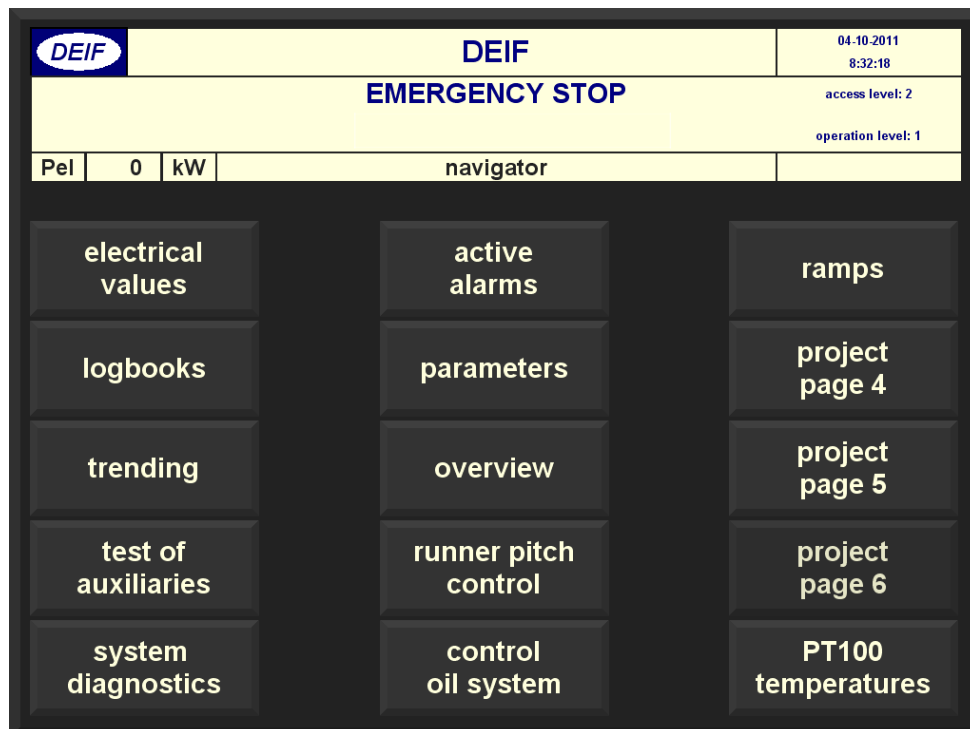 DEIF
DEIF
04-10-2011
8:32:18
EMERGENCY STOP
access level: 2
operation level: 1
Pel 0 kW navigator
electrical
values
active
alarms
ramps
logbooks
parameters
project
page 4
trending
overview
project
page 5
test of
auxiliaries
runner pitch
control
project
page 6
system
diagnostics
control
oil system
PT100
temperatures